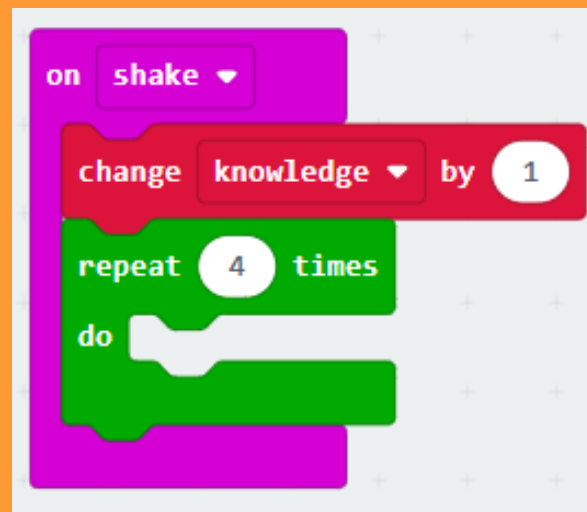 on shake
change knowledge by 1
repeat 4 times
do